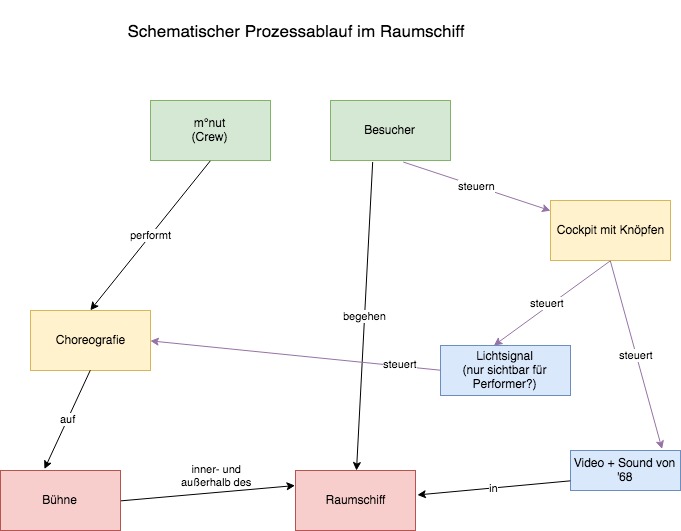 Schematischer Prozessablauf im Raumschiff
m°nut
(Crew)
Besucher
steuern
Cockpit mit Knöpfen
performt
steuert
begehen
Choreografie
steuert
Lichtsignal
(nur sichtbar für
Performer?)
steuert
auf
inner- und
außerhalb des
Video + Sound von
'68
in
Bühne
Raumschiff